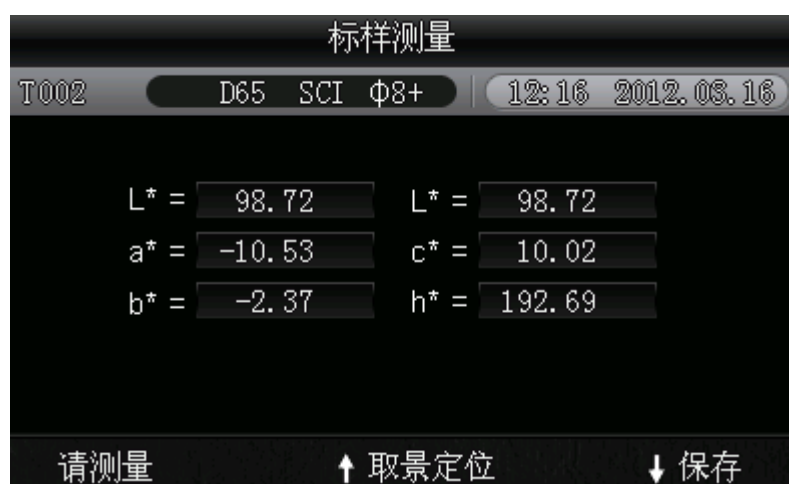 标样测量
T002 D65 SCI Φ8+ 12:16 2012.03.16
L* = 98.72 L* = 98.72
a* = -10.53 c* = 10.02
b* = -2.37 h* = 192.69
请测量 ↑ 取景定位 ↓ 保存